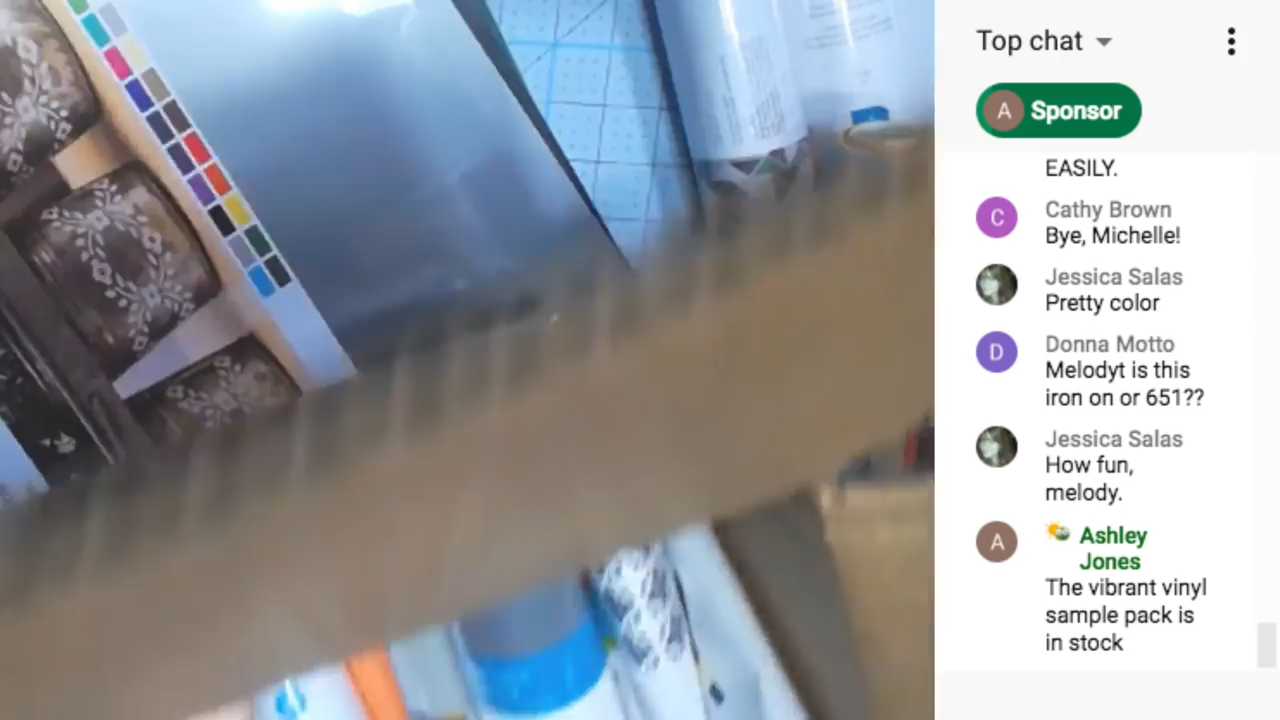 Top chat
A Sponsor
EASILY.
C
Cathy Brown
Bye, Michelle!
Jessica Salas
Pretty color
D
Donna Motto
Melodyt is this
iron on or 651??
Jessica Salas
How fun,
melody.
A
Ashley
Jones
The vibrant vinyl
sample pack is
in stock